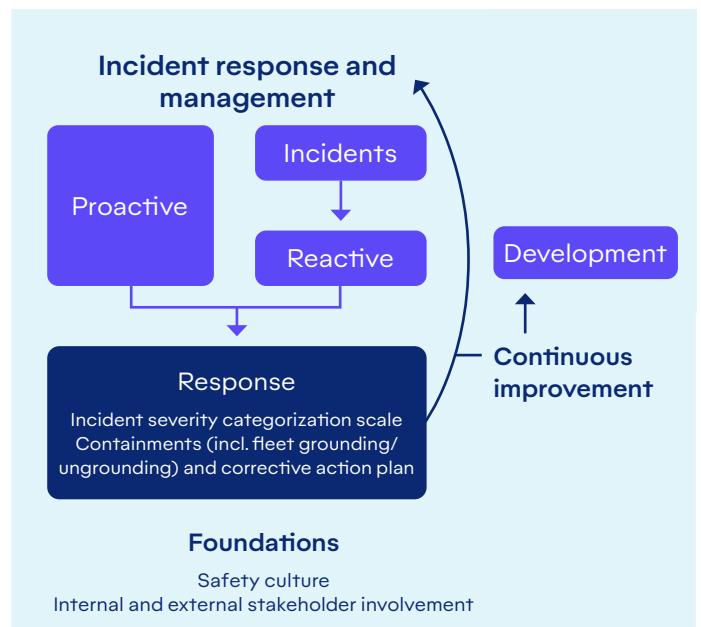 Incident response and
management
Proactive
Incidents
Reactive
Development
Response
Incident severity categorization scale
Containments (incl. fleet grounding/
ungrounding) and corrective action plan
Continuous
improvement
Foundations
Safety culture
Internal and external stakeholder involvement